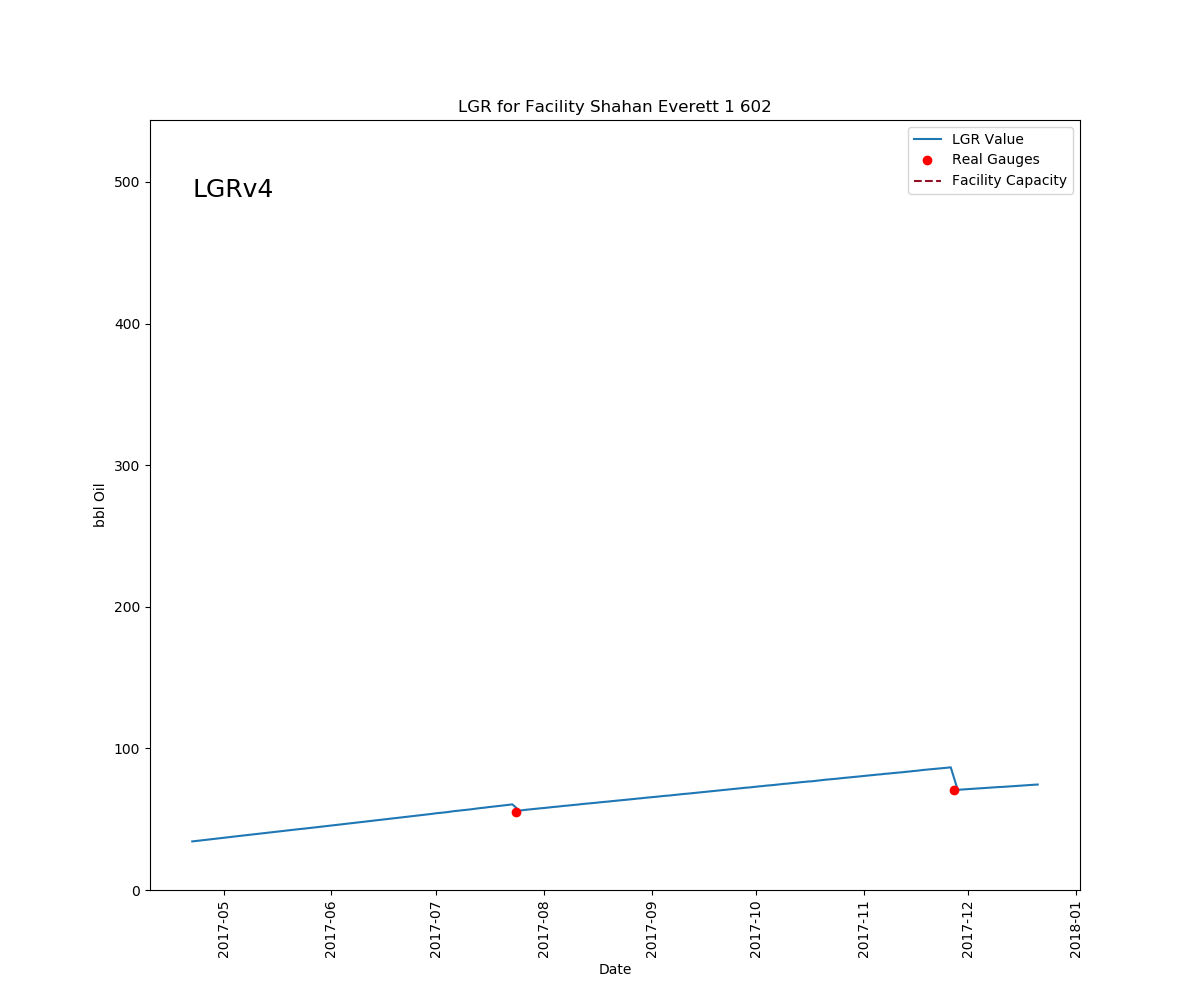 LGR for Facility Shahan Everett 1 602
LGR Value
Real Gauges
Facility Capacity
LGRv4
500
400
300
200
100
0
bbl Oil
2017-05
2017-06
2017-07
2017-08
2017-09
2017-10
2017-11
2017-12
2018-01
Date